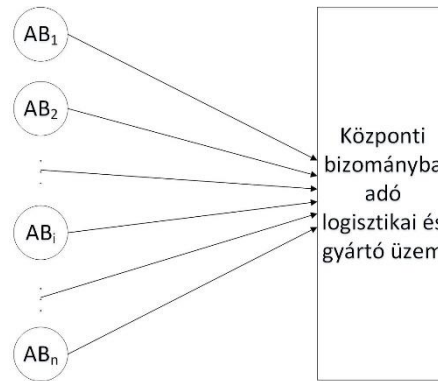 AB₁
AB₂
ABᵢ
ABₙ
Központi
bizományba
adó
logisztikai és
gyártó üzem